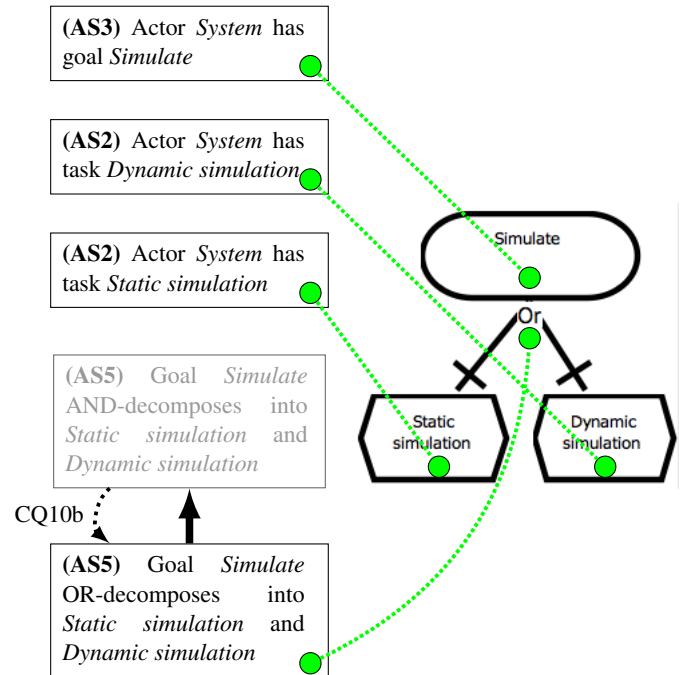 (AS3) Actor System has
goal Simulate
(AS2) Actor System has
task Dynamic simulation
(AS2) Actor System has
task Static simulation
(AS5) Goal Simulate
AND-decomposes into
Static simulation and
Dynamic simulation
CQ10b
(AS5) Goal Simulate
OR-decomposes into
Static simulation and
Dynamic simulation
Simulate
Or
Static
simulation
Dynamic
simulation